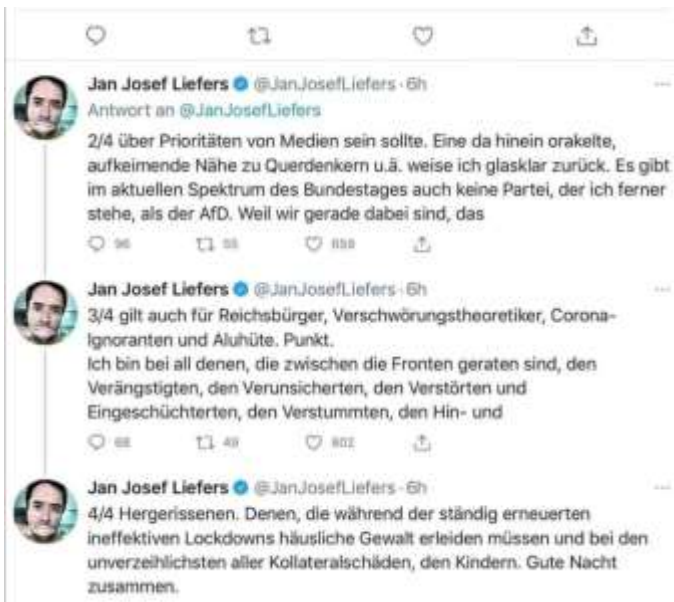 Jan Josef Liefers @JanJosefLiefers · 6h
Antwort an @JanJosefLiefers
2/4 über Prioritäten von Medien sein sollte. Eine da hinein orakelte,
aufkeimende Nähe zu Querdenkern u.ä. weise ich glasklar zurück. Es gibt
im aktuellen Spektrum des Bundestages auch keine Partei, der ich ferner
stehe, als der AfD. Weil wir gerade dabei sind, das
96 55 659
Jan Josef Liefers @JanJosefLiefers · 6h
3/4 gilt auch für Reichsbürger, Verschwörungstheoretiker, Corona-
Ignoranten und Aluhüte. Punkt.
Ich bin bei all denen, die zwischen die Fronten geraten sind, den
Verängstigten, den Verunsicherten, den Verstörten und
Eingeschüchterten, den Verstummten, den Hin- und
68 49 602
Jan Josef Liefers @JanJosefLiefers · 6h
4/4 Hergerissenen. Denen, die während der ständig erneuerten
ineffektiven Lockdowns häusliche Gewalt erleiden müssen und bei den
unverzeihlichsten aller Kollateralschäden, den Kindern. Gute Nacht
zusammen.